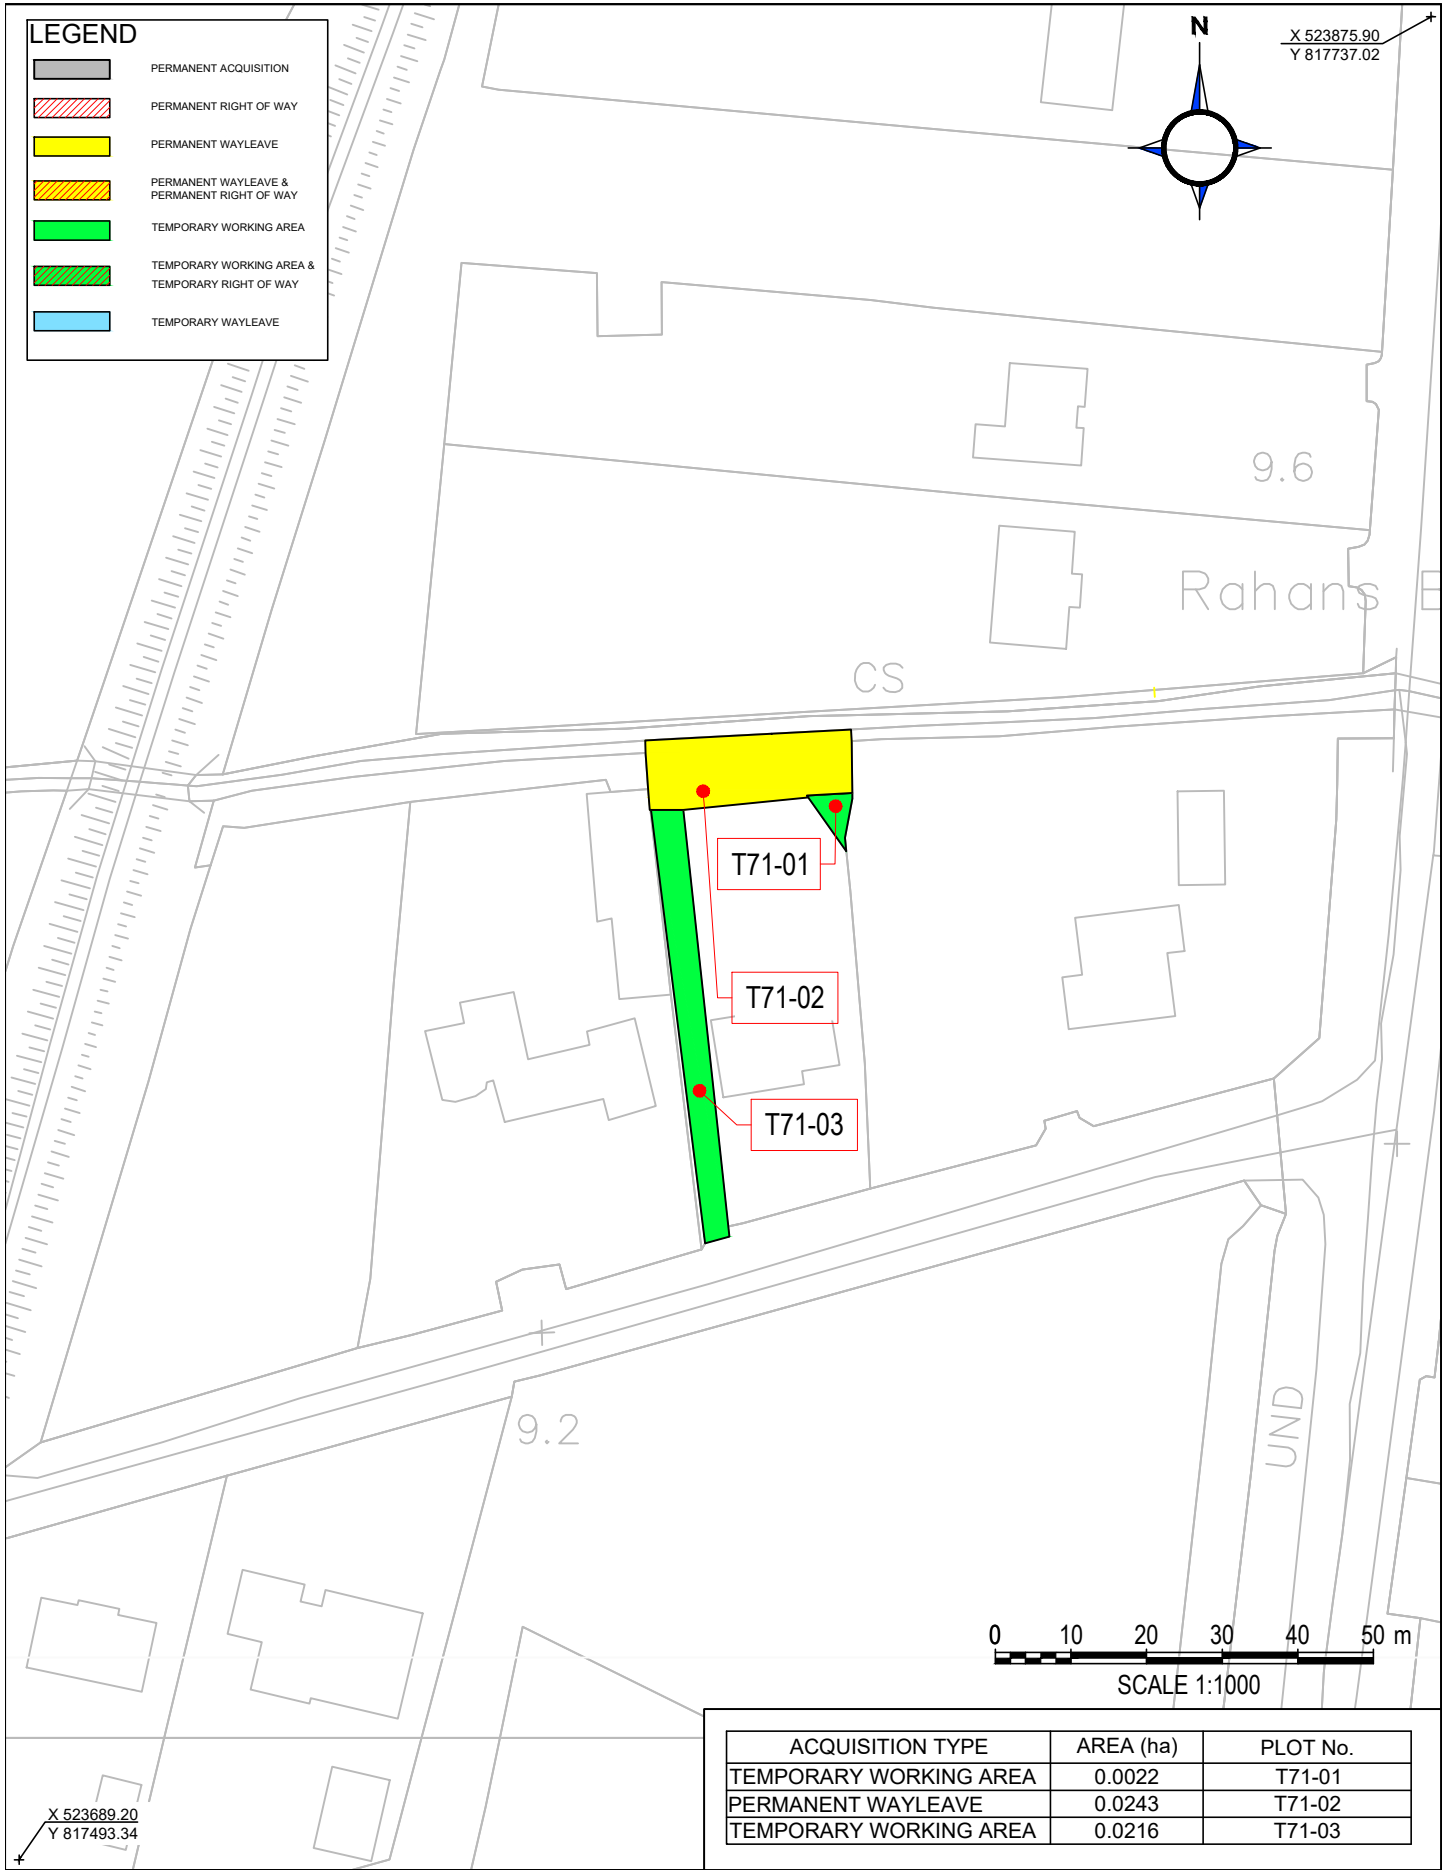 LEGEND
PERMANENT ACQUISITION
PERMANENT RIGHT OF WAY
PERMANENT WAYLEAVE
PERMANENT WAYLEAVE &
PERMANENT RIGHT OF WAY
TEMPORARY WORKING AREA
TEMPORARY WORKING AREA &
TEMPORARY RIGHT OF WAY
TEMPORARY WAYLEAVE
N
X 523875.90
Y 817737.02
9.6
Rahans
CS
T71-01
T71-02
T71-03
9.2
UND
0 10 20 30 40 50 m
SCALE 1:1000
ACQUISITION TYPE AREA (ha) PLOT No.
TEMPORARY WORKING AREA 0.0022 T71-01
PERMANENT WAYLEAVE 0.0243 T71-02
TEMPORARY WORKING AREA 0.0216 T71-03
X 523689.20
Y 817493.34